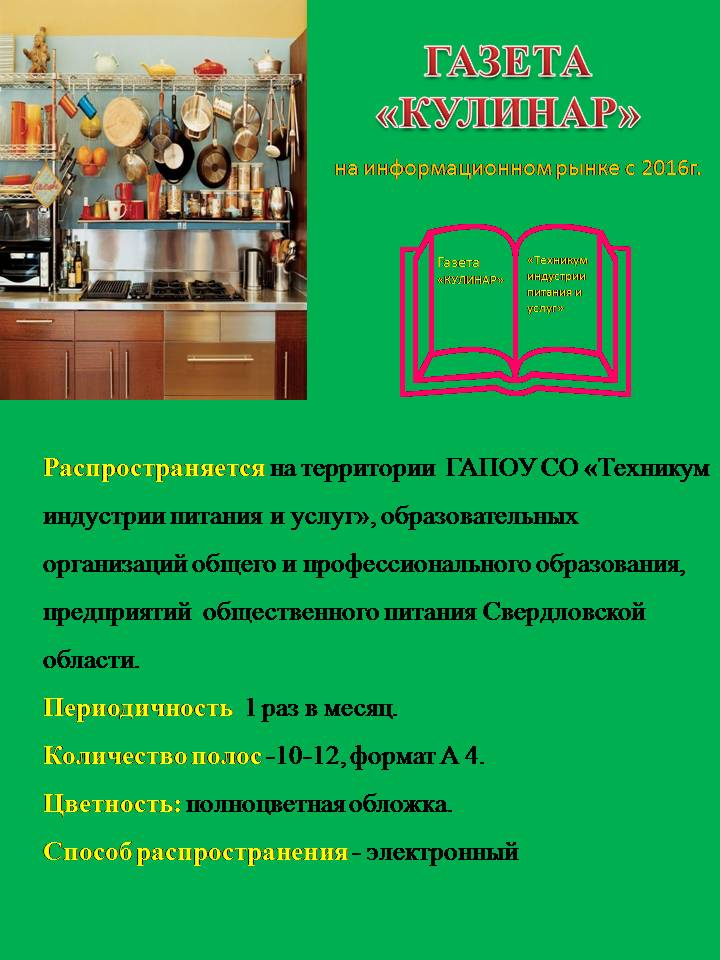 ГАЗЕТА
«КУЛИНАР»
на информационном рынке с 2016г.
Газета
«КУЛИНАР»
«Техникум
индустрии
питания и
услуг»
Распространяется на территории ГАПОУ СО «Техникум
индустрии питания и услуг», образовательных
организаций общего и профессионального образования,
предприятий общественного питания Свердловской
области.
Периодичность 1 раз в месяц.
Количество полос -10-12, формат А 4.
Цветность: полноцветная обложка.
Способ распространения - электронный